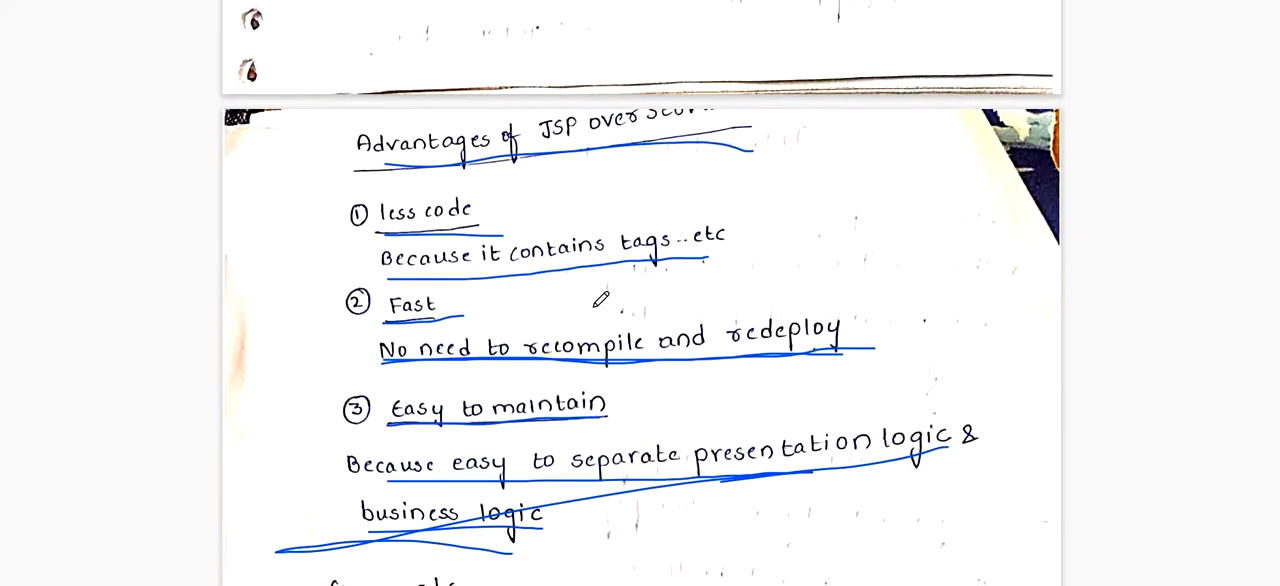 Advantages of JSP over
① less code
Because it contains tags..etc
② Fast
No need to recompile and redeploy
③ Easy to maintain
Because easy to separate presentation logic &
business logic